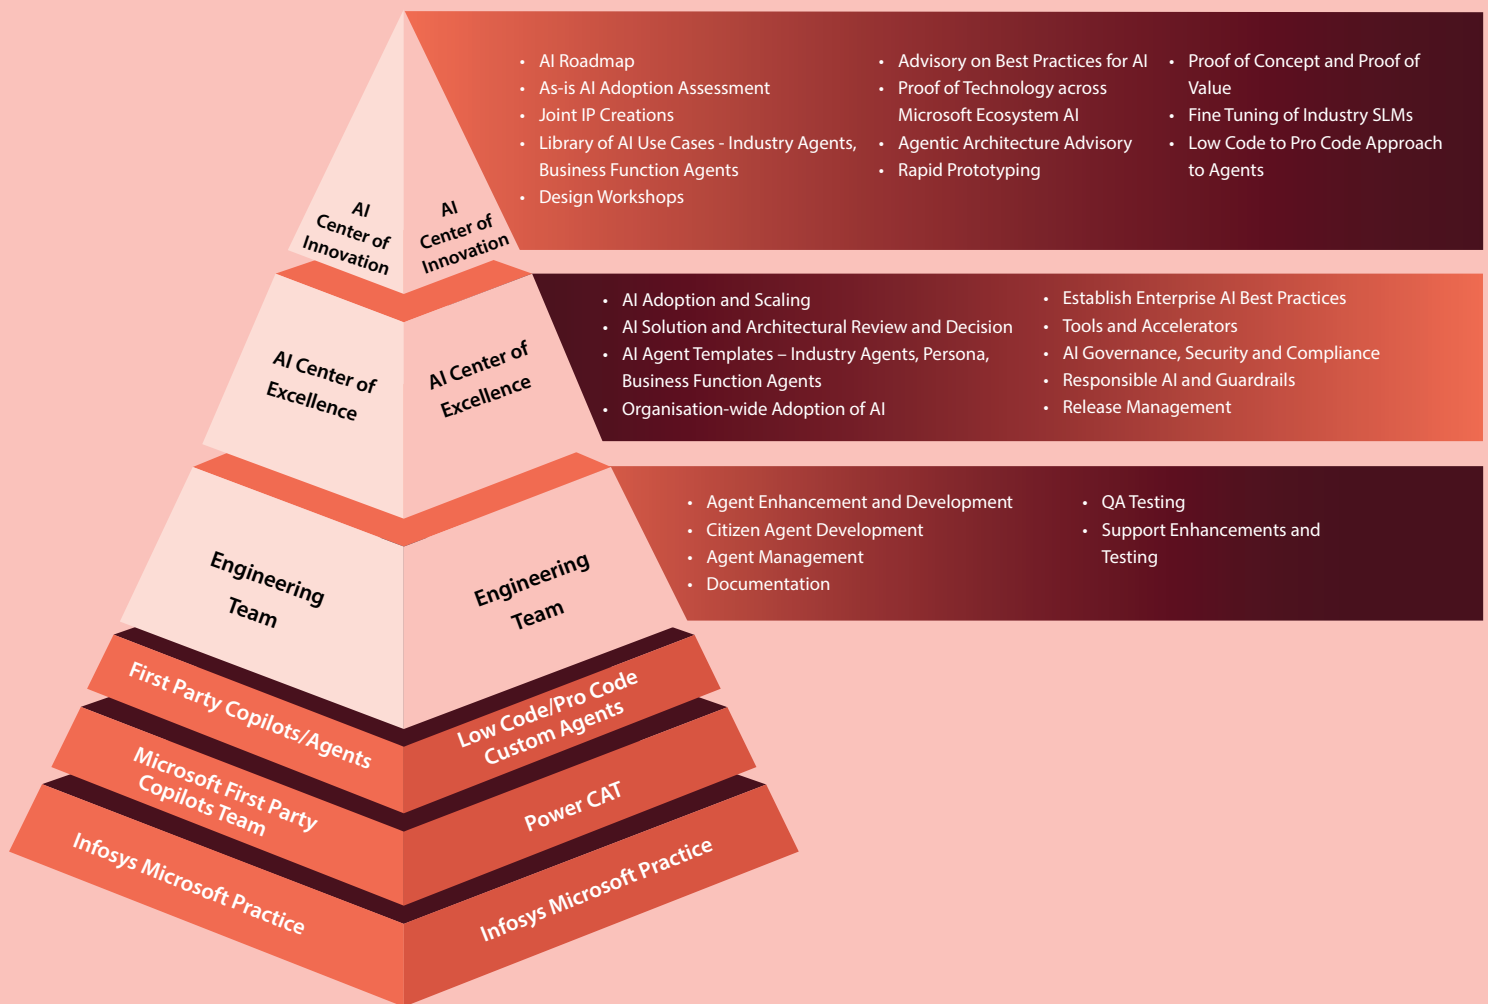 • AI Roadmap
• As-is AI Adoption Assessment
• Joint IP Creations
• Library of AI Use Cases - Industry Agents,
Business Function Agents
• Design Workshops
• Advisory on Best Practices for AI
• Proof of Technology across
Microsoft Ecosystem AI
• Agentic Architecture Advisory
• Rapid Prototyping
• Proof of Concept and Proof of
Value
• Fine Tuning of Industry SLMs
• Low Code to Pro Code Approach
to Agents
AI
Center of
Innovation
AI
Center of
Innovation
• AI Adoption and Scaling
• AI Solution and Architectural Review and Decision
• AI Agent Templates – Industry Agents, Persona,
Business Function Agents
• Organisation-wide Adoption of AI
• Establish Enterprise AI Best Practices
• Tools and Accelerators
• AI Governance, Security and Compliance
• Responsible AI and Guardrails
• Release Management
AI Center of
Excellence
AI Center of
Excellence
• Agent Enhancement and Development
• Citizen Agent Development
• Agent Management
• Documentation
• QA Testing
• Support Enhancements and
Testing
Engineering
Team
Engineering
Team
First Party Copilots/Agents
Low Code/Pro Code
Custom Agents
Microsoft First Party
Copilots Team
Power CAT
Infosys Microsoft Practice
Infosys Microsoft Practice